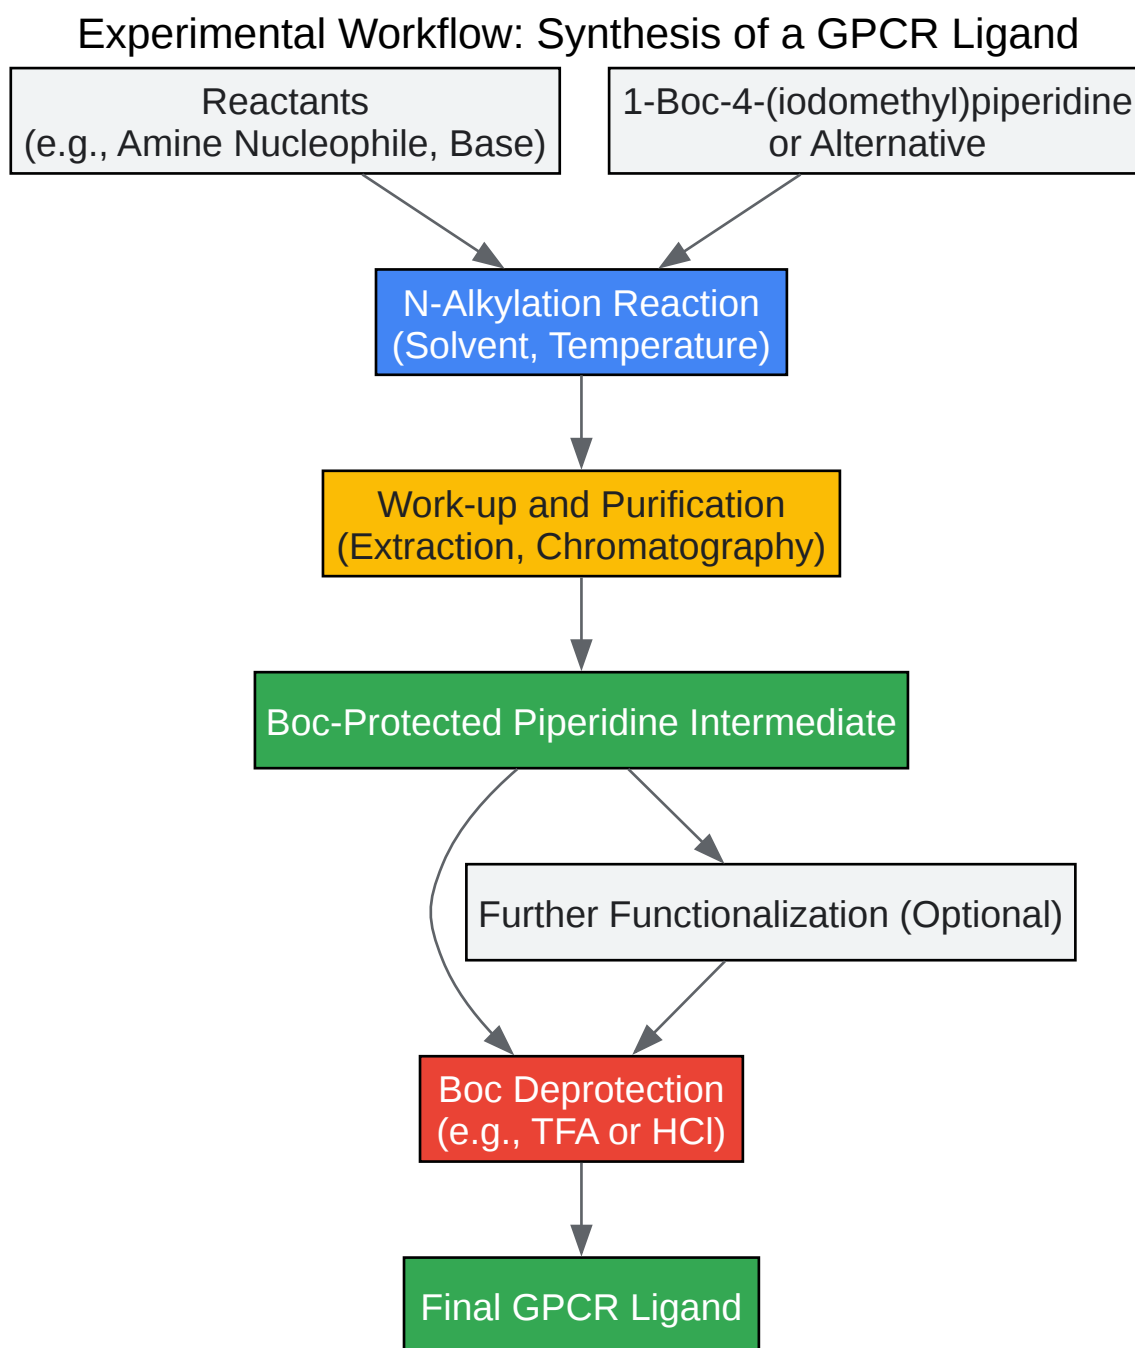 Experimental Workflow: Synthesis of a GPCR Ligand
Reactants
(e.g., Amine Nucleophile, Base)
1-Boc-4-(iodomethyl)piperidine
or Alternative
N-Alkylation Reaction
(Solvent, Temperature)
Work-up and Purification
(Extraction, Chromatography)
Boc-Protected Piperidine Intermediate
Further Functionalization (Optional)
Boc Deprotection
(e.g., TFA or HCl)
Final GPCR Ligand